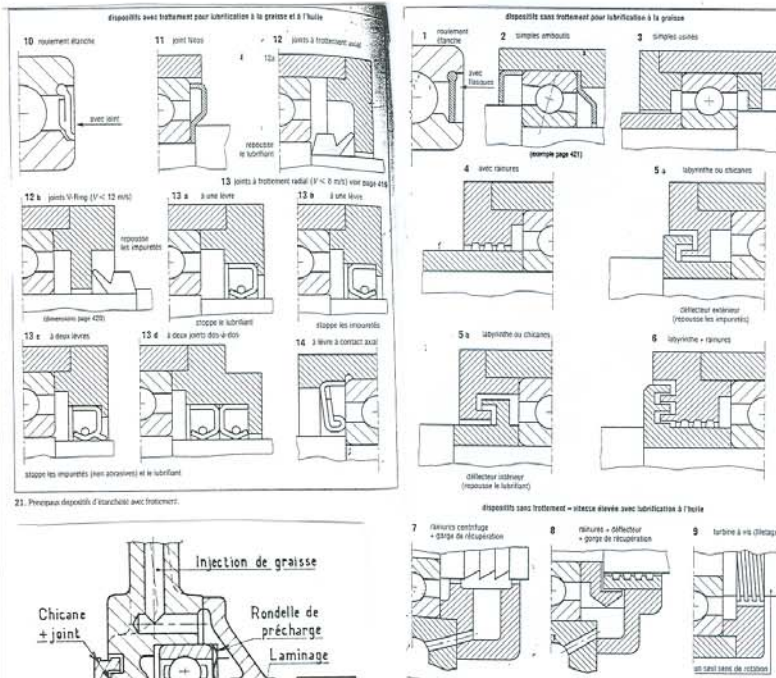 dispositifs avec frottement pour lubrification à la graisse et à l'huile
10 roulement étanche
avec joint
11 joint Nilos
12 joints à frottement axial
12a
repousse
le lubrifiant
13 joints à frottement radial (V < 6 m/s) voir page 416
12 b joints V-Ring (V < 12 m/s)
repousse
les impuretés
(dimensions page 420)
13 a à une lèvre
stoppe le lubrifiant
13 b à une lèvre
stoppe les impuretés
13 c à deux lèvres
13 d à deux joints dos-à-dos
14 à lèvre à contact axial
stoppe les impuretés (non abrasives) et le lubrifiant
21. Principaux dispositifs d'étanchéité avec frottement.
Injection de graisse
Chicane
+ joint
Rondelle de
précharge
Laminage
dispositifs sans frottement pour lubrification à la graisse
1 roulement
étanche
avec
flasques
2 simples emboutis
(exemple page 421)
3 simples usinés
4 avec rainures
5 a labyrinthe ou chicanes
déflecteur extérieur
(repousse les impuretés)
5 b labyrinthe ou chicanes
déflecteur intérieur
(repousse le lubrifiant)
6 labyrinthe + rainures
dispositifs sans frottement – vitesse élevée avec lubrification à l'huile
7 rainures centrifuge
+ gorge de récupération
8 rainures + déflecteur
+ gorge de récupération
9 turbine à vis (filetage
un seul sens de rotation